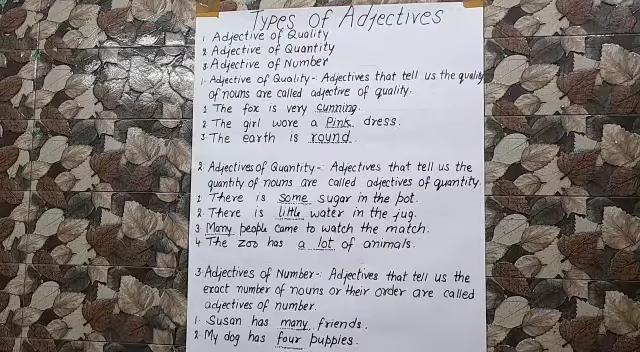 Types of Adjectives
1. Adjective of Quality
2. Adjective of Quantity
3. Adjective of Number
1. Adjective of Quality-: Adjectives that tell us the quality
of nouns are called adjective of quality.
1. The fox is very cunning.
2. The girl wore a Pink dress.
3. The earth is round.
2. Adjectives of Quantity-: Adjectives that tell us the
quantity of nouns are called adjectives of quantity.
1. There is some sugar in the pot.
2. There is little water in the jug.
3. Many people came to watch the match.
4. The zoo has a lot of animals.
3. Adjectives of Number-: Adjectives that tell us the
exact number of nouns or their order are called
adjectives of number.
1. Susan has many friends.
2. My dog has four puppies.